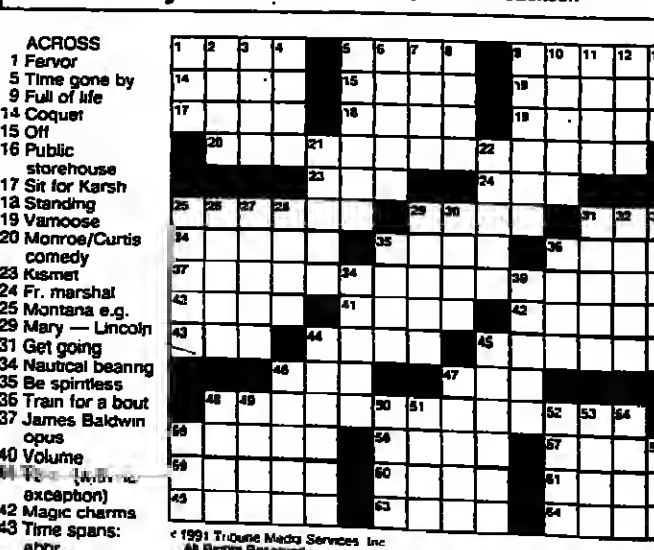 ACROSS
1 Fervor
5 Time gone by
9 Full of life
14 Coquet
15 Off
16 Public
storehouse
17 Sit for Karsh
18 Standing
19 Vamoose
20 Monroe/Curtis
comedy
23 Kismet
24 Fr. marshal
25 Montana e.g.
29 Mary — Lincoln
31 Get going
34 Nautical bearing
35 Be spiritless
36 Train for a bout
37 James Baldwin
opus
40 Volume
exception)
42 Magic charms
43 Time spans:
abbr.
1 2 3 4 5 6 7 8 9 10 11 12
14 15
17 18 19
20 21 22
23 24
25 26 27 28 29 30 31 32
34 35 36
37 39
41 42
43 44 45
46 47
48 49 50 51 52 53 54
56 57
59 60 61
63 64
© 1991 Tribune Media Services, Inc.
All Rights Reserved